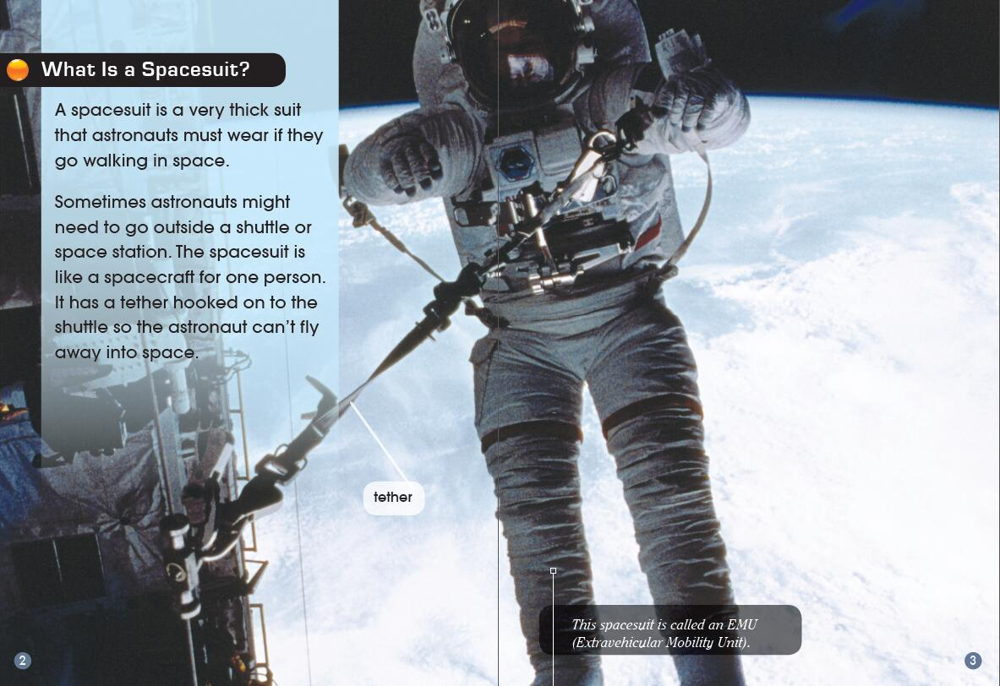 What Is a Spacesuit?
A spacesuit is a very thick suit
that astronauts must wear if they
go walking in space.
Sometimes astronauts might
need to go outside a shuttle or
space station. The spacesuit is
like a spacecraft for one person.
It has a tether hooked on to the
shuttle so the astronaut can't fly
away into space.
tether
This spacesuit is called an EMU
(Extravehicular Mobility Unit).
2
3